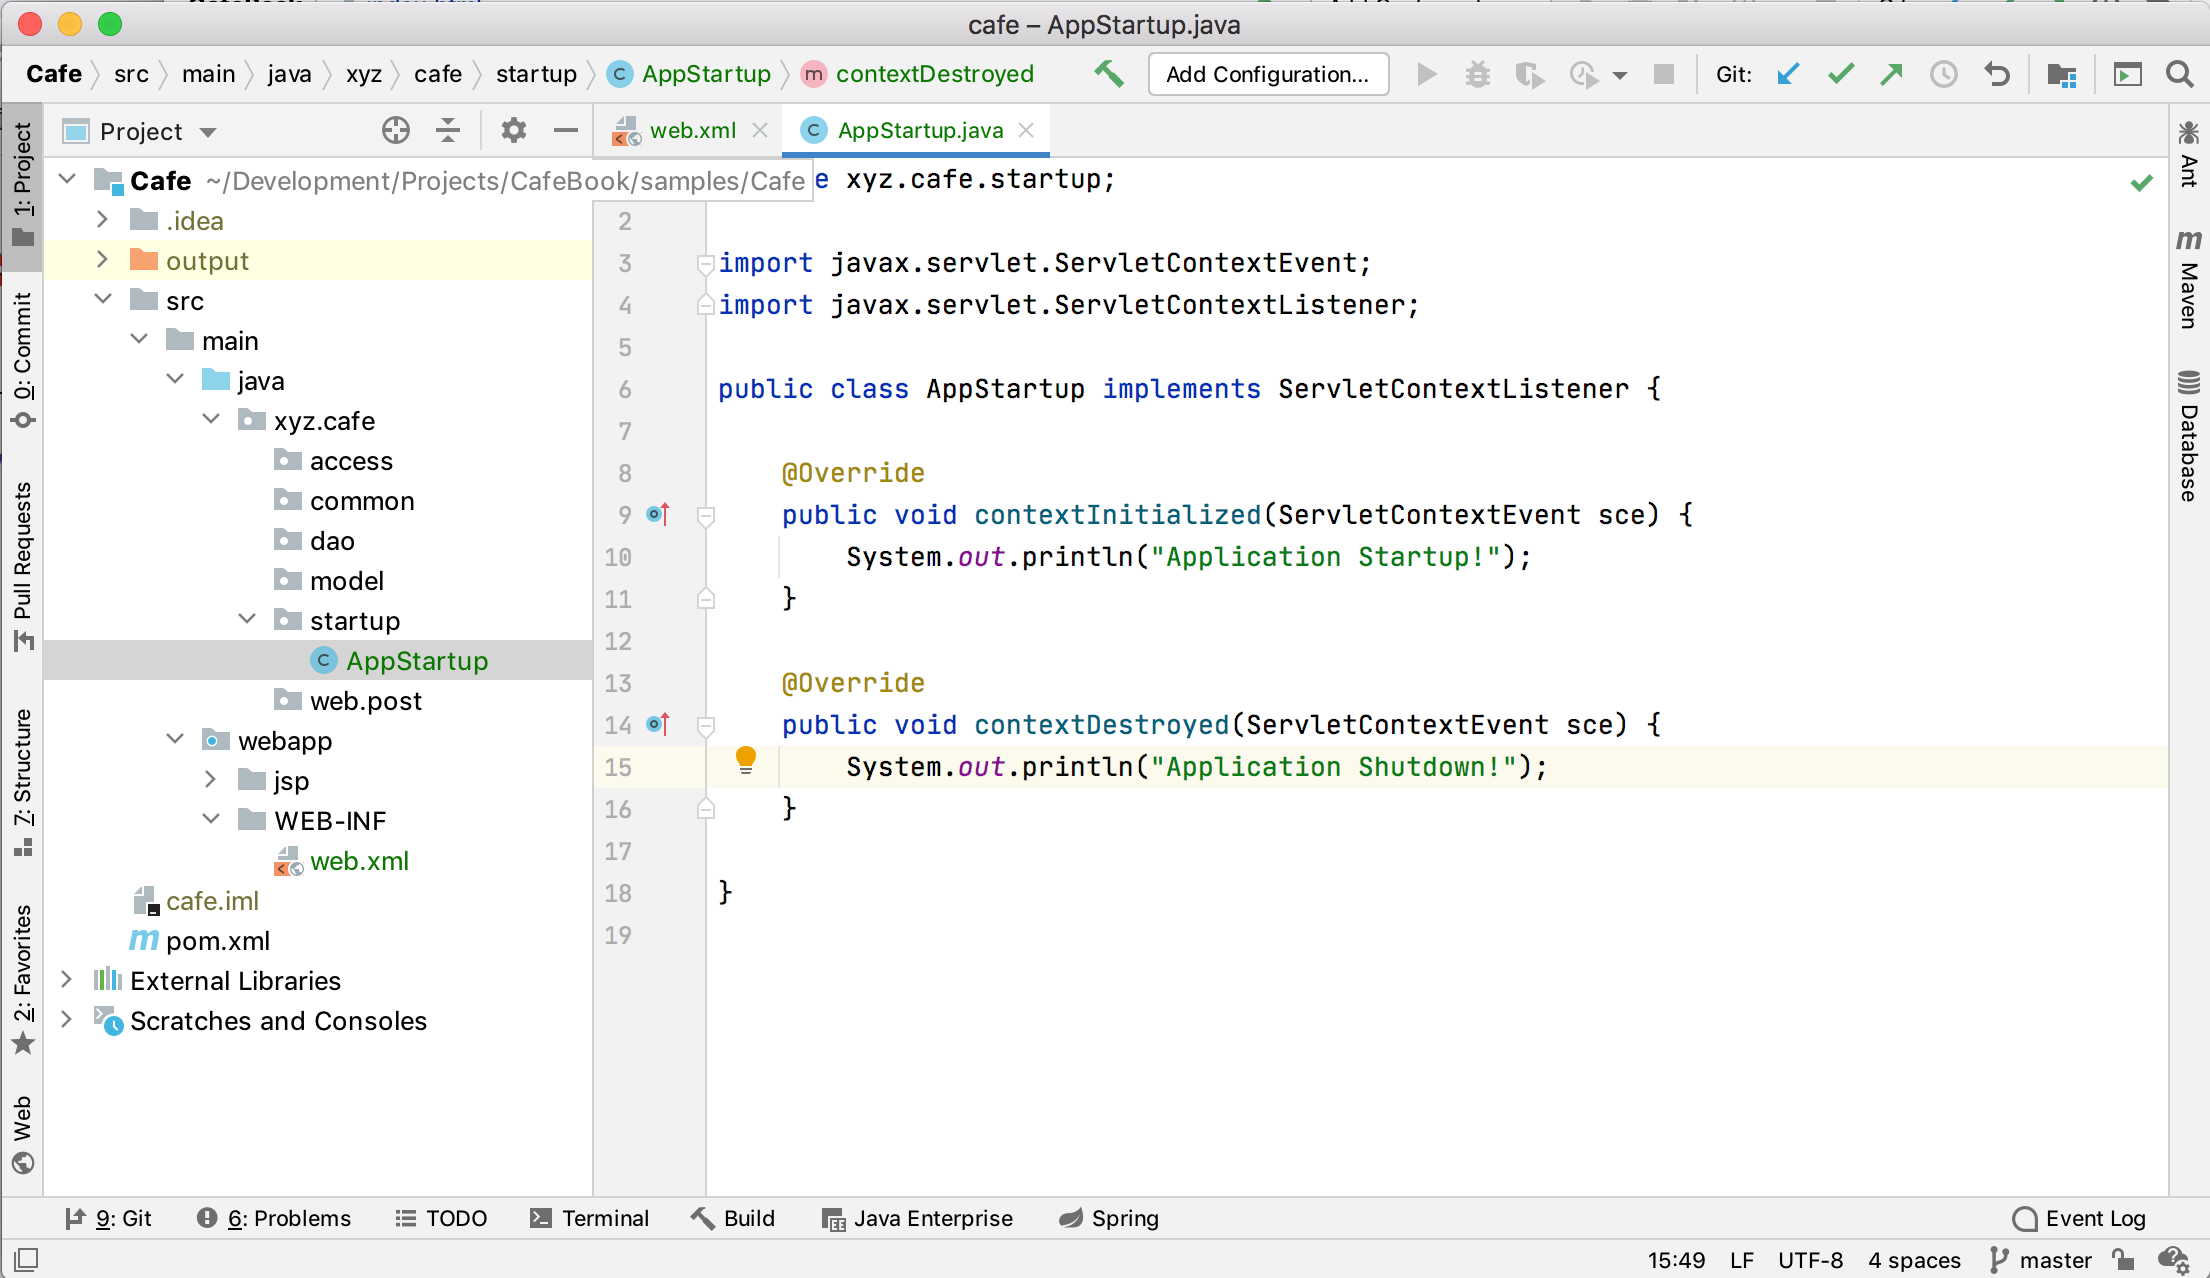 cafe – AppStartup.java
Cafe src main java xyz cafe startup C AppStartup m contextDestroyed Add Configuration... Git:
1: Project
0: Commit
Pull Requests
7: Structure
2: Favorites
Web
Project
Cafe ~/Development/Projects/CafeBook/samples/Cafe
.idea
output
src
main
java
xyz.cafe
access
common
dao
model
startup
C AppStartup
web.post
webapp
jsp
WEB-INF
web.xml
cafe.iml
m pom.xml
External Libraries
Scratches and Consoles
web.xml C AppStartup.java
e xyz.cafe.startup;
2
3 import javax.servlet.ServletContextEvent;
4 import javax.servlet.ServletContextListener;
5
6 public class AppStartup implements ServletContextListener {
7
8 @Override
9 public void contextInitialized(ServletContextEvent sce) {
10 System.out.println("Application Startup!");
11 }
12
13 @Override
14 public void contextDestroyed(ServletContextEvent sce) {
15 System.out.println("Application Shutdown!");
16 }
17
18 }
19
Ant
m Maven
Database
9: Git 6: Problems TODO Terminal Build Java Enterprise Spring Event Log
15:49 LF UTF-8 4 spaces master